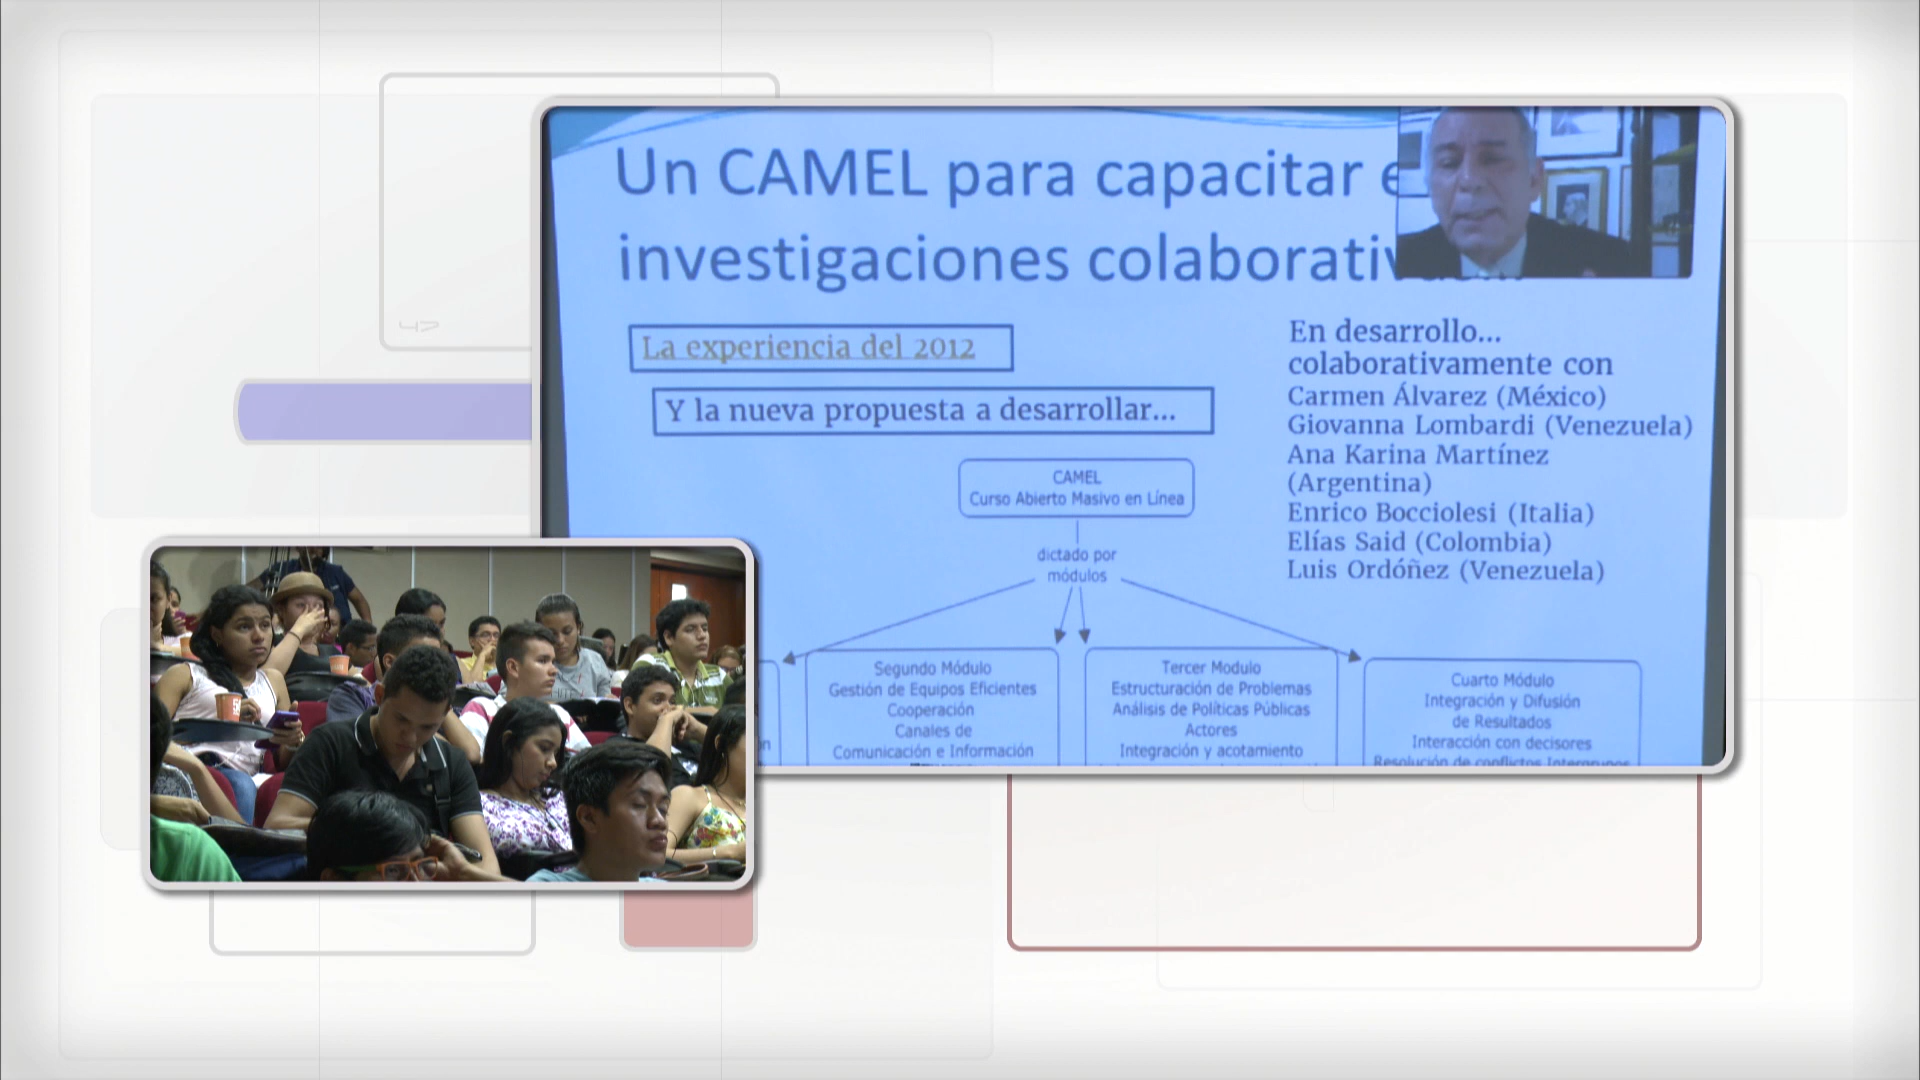 Un CAMEL para capacitar
investigaciones
La experiencia del 2012
Y la nueva propuesta a desarrollar...
En desarrollo...
colaborativamente con
Carmen Álvarez (México)
Giovanna Lombardi (Venezuela)
Ana Karina Martínez
(Argentina)
Enrico Bocciolesi (Italia)
Elías Said (Colombia)
Luis Ordóñez (Venezuela)
CAMEL
Curso Abierto Masivo en Línea
dictado por
módulos
Segundo Módulo
Gestión de Equipos Eficientes
Cooperación
Canales de
Comunicación e Información
Tercer Modulo
Estructuración de Problemas
Análisis de Políticas Públicas
Actores
Integración y acotamiento
Cuarto Módulo
Integración y Difusión
de Resultados
Interacción con decisores
Resolución de conflictos Intergrupos